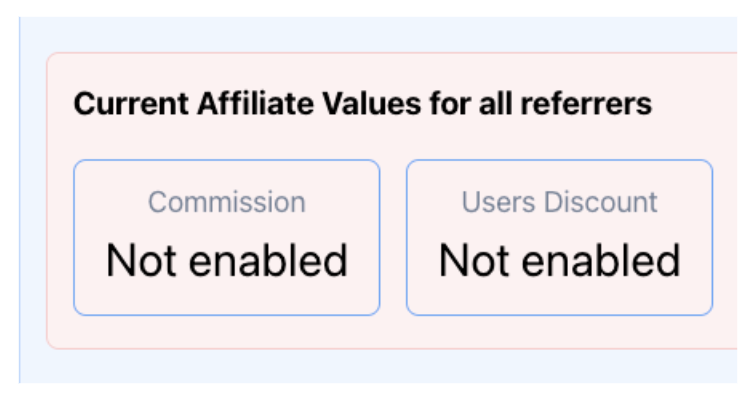 Current Affiliate Values for all referrers
Commission
Not enabled
Users Discount
Not enabled